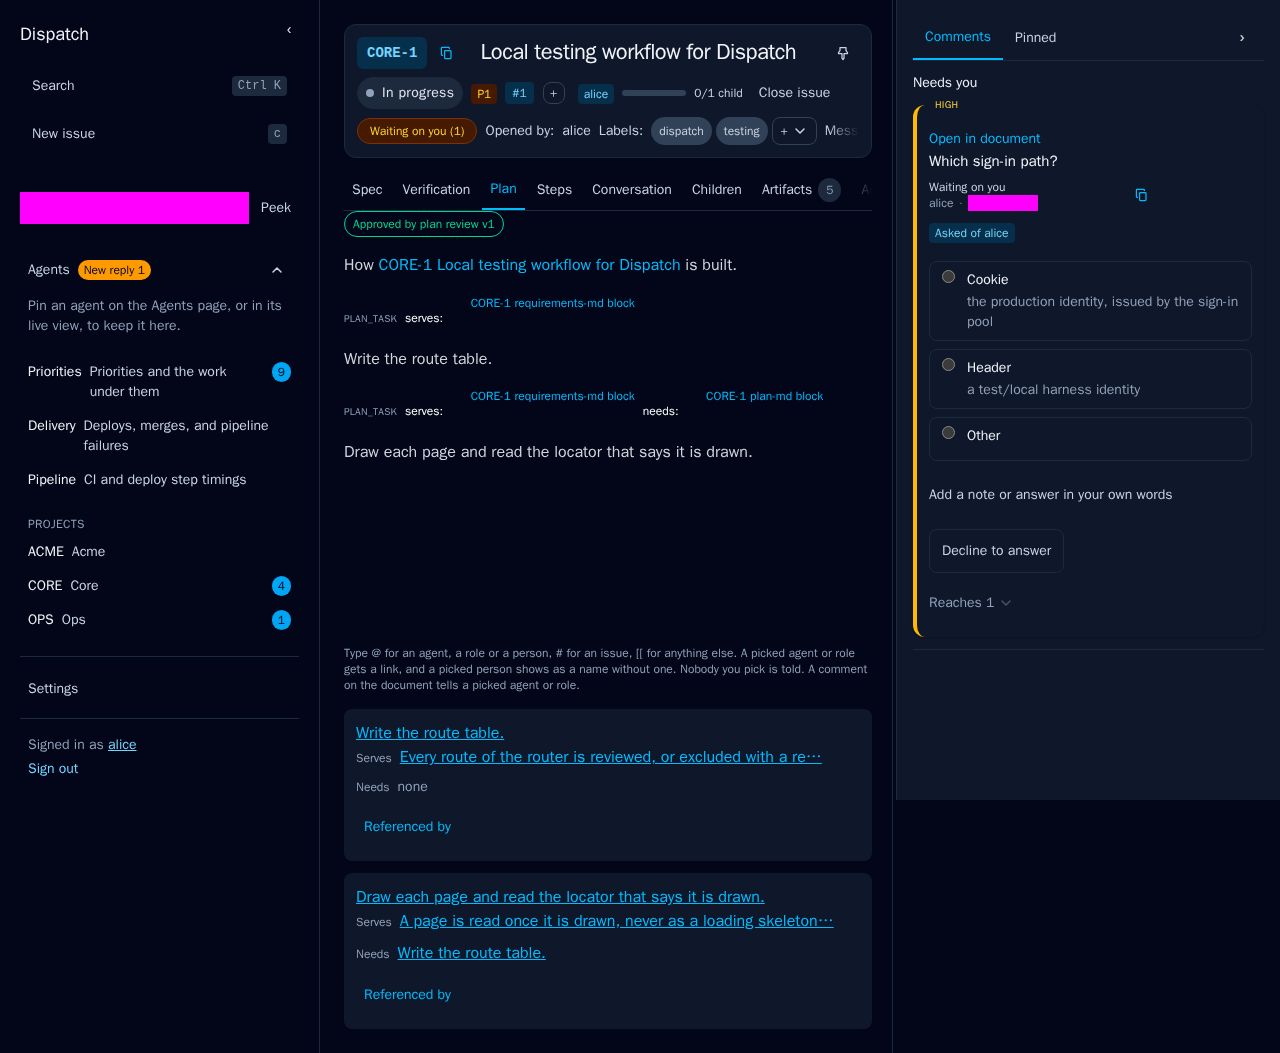 Dispatch
Search Ctrl K
New issue c
Peek
Agents New reply 1
Pin an agent on the Agents page, or in its
live view, to keep it here.
Priorities Priorities and the work
under them
9
Delivery Deploys, merges, and pipeline
failures
Pipeline CI and deploy step timings
PROJECTS
ACME Acme
CORE Core 4
OPS Ops 1
Settings
Signed in as alice
Sign out
CORE-1 Local testing workflow for Dispatch
In progress P1 #1 + alice 0/1 child Close issue
Waiting on you (1) Opened by: alice Labels: dispatch testing + Mess
Spec Verification Plan Steps Conversation Children Artifacts 5 A
Approved by plan review v1
How CORE-1 Local testing workflow for Dispatch is built.
CORE-1 requirements-md block
PLAN_TASK serves:
Write the route table.
CORE-1 requirements-md block CORE-1 plan-md block
PLAN_TASK serves: needs:
Draw each page and read the locator that says it is drawn.
Type @ for an agent, a role or a person, # for an issue, [[ for anything else. A picked agent or role
gets a link, and a picked person shows as a name without one. Nobody you pick is told. A comment
on the document tells a picked agent or role.
Write the route table.
Serves Every route of the router is reviewed, or excluded with a re…
Needs none
Referenced by
Draw each page and read the locator that says it is drawn.
Serves A page is read once it is drawn, never as a loading skeleton…
Needs Write the route table.
Referenced by
Comments Pinned
Needs you
HIGH
Open in document
Which sign-in path?
Waiting on you
alice ·
Asked of alice
Cookie
the production identity, issued by the sign-in
pool
Header
a test/local harness identity
Other
Add a note or answer in your own words
Decline to answer
Reaches 1